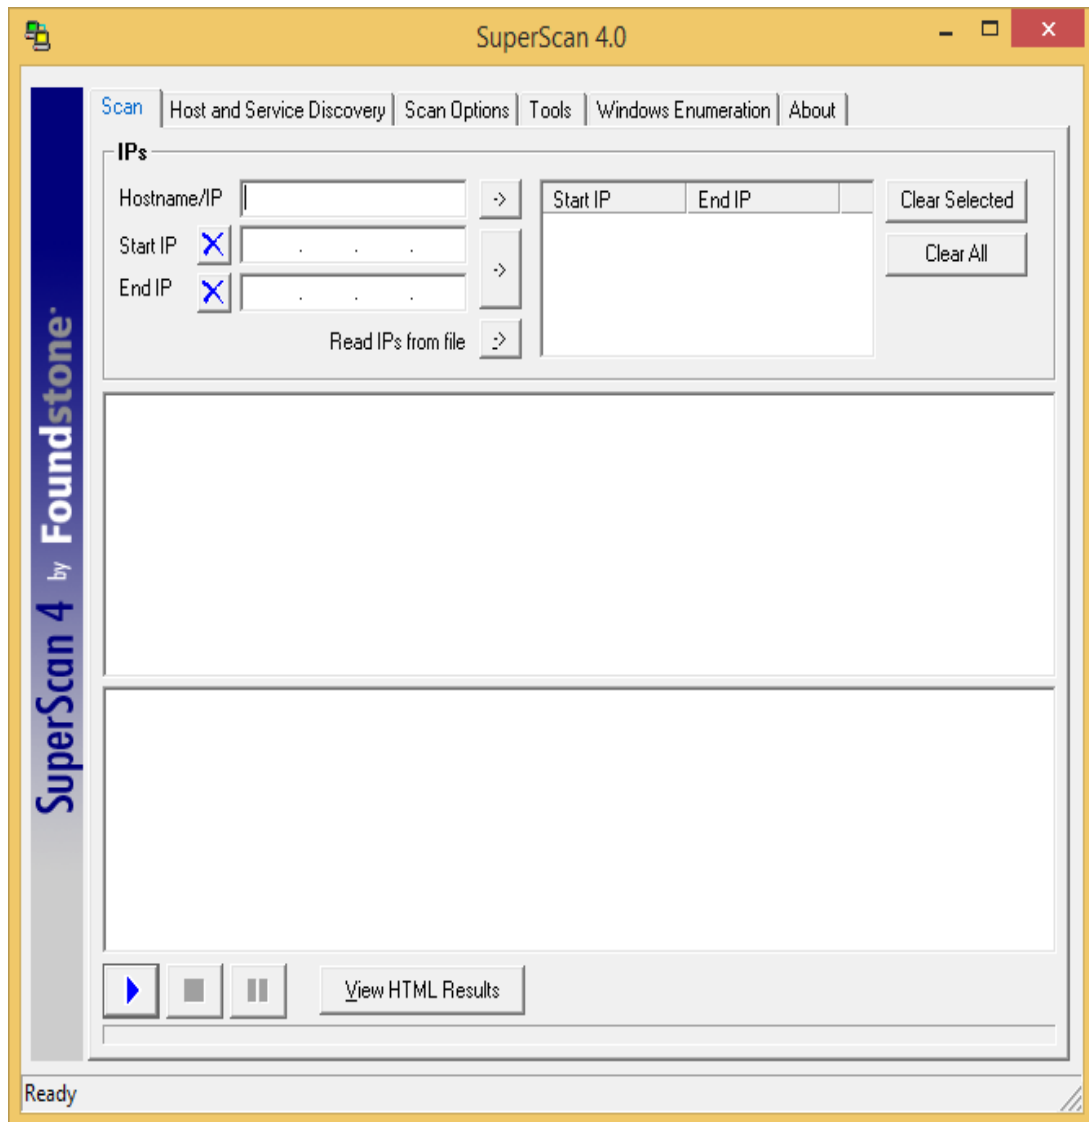 SuperScan 4.0
Scan Host and Service Discovery Scan Options Tools Windows Enumeration About
IPs
Hostname/IP -> Start IP End IP Clear Selected
Start IP X . . . -> Clear All
End IP X . . .
Read IPs from file ->
SuperScan 4 by Foundstone
View HTML Results
Ready